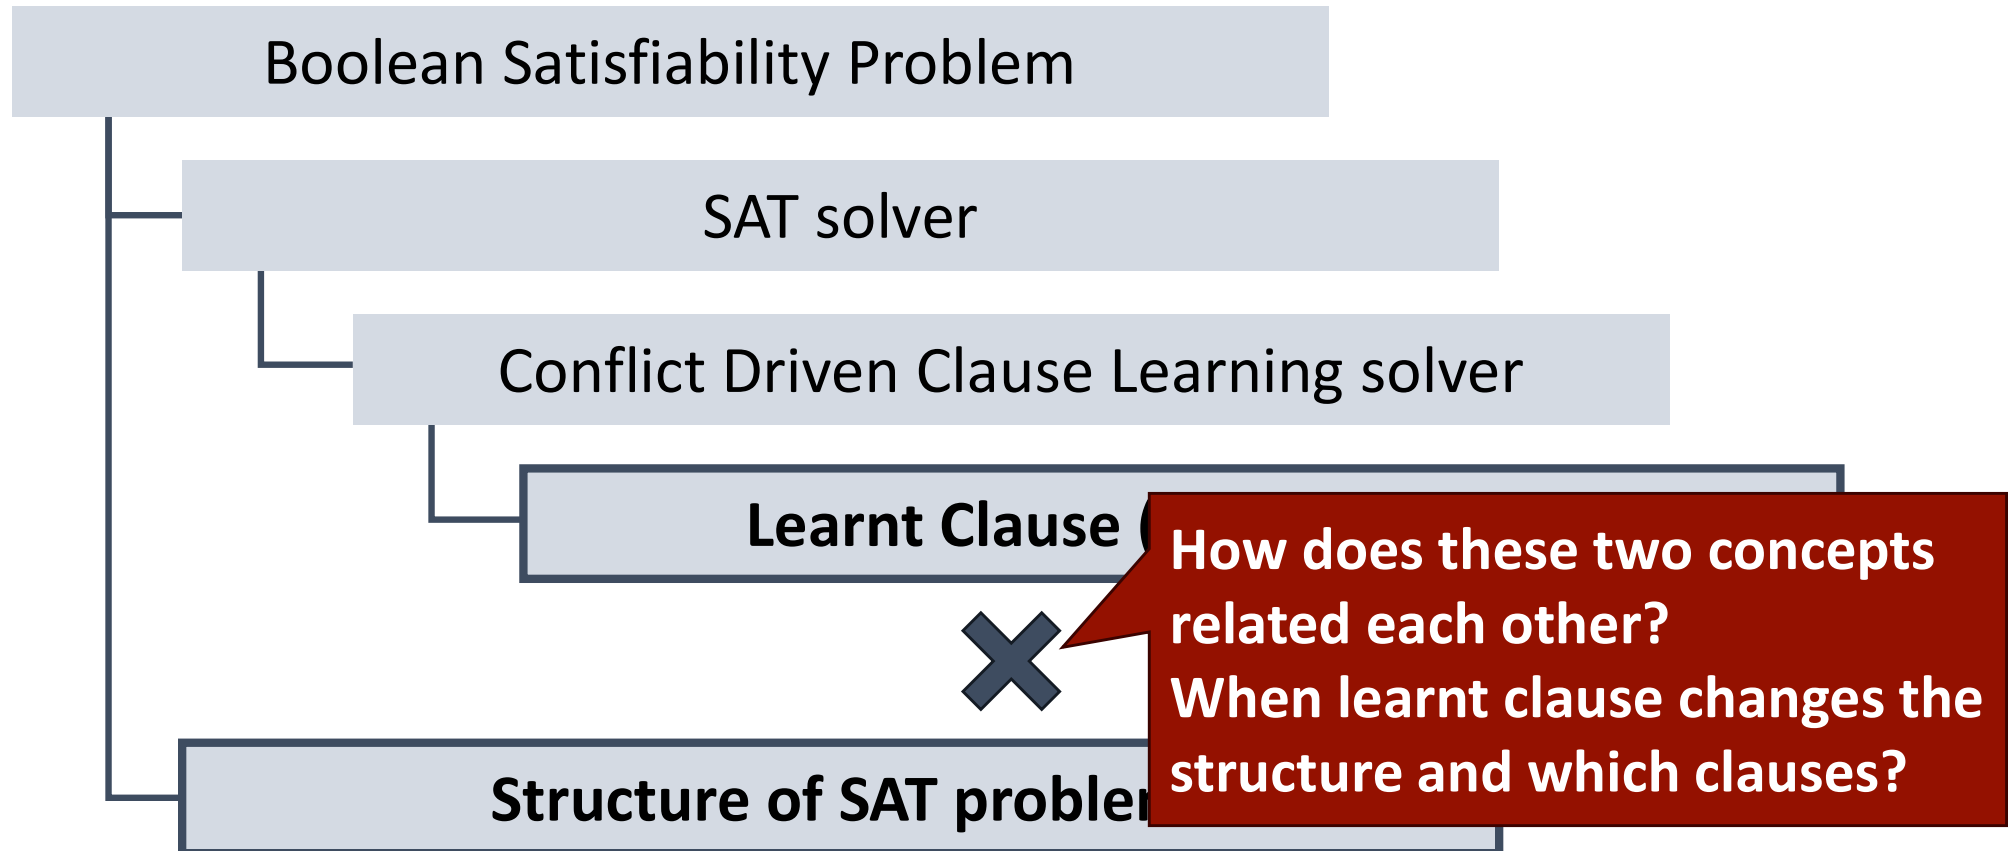 Boolean Satisfiability Problem
SAT solver
Conflict Driven Clause Learning solver
Learnt Clause (
How does these two concepts
related each other?
When learnt clause changes the
structure and which clauses?
Structure of SAT